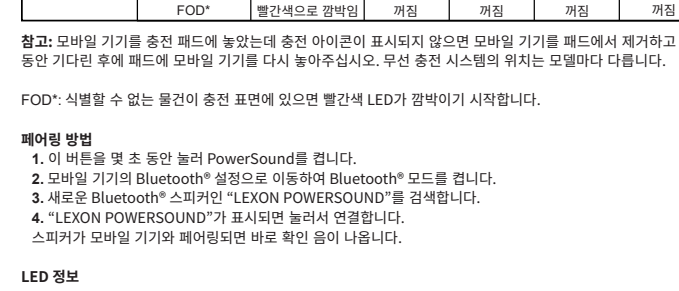 FOD* 빨간색으로 깜박임 꺼짐 꺼짐 꺼짐 꺼짐
참고: 모바일 기기를 충전 패드에 놓았는데 충전 아이콘이 표시되지 않으면 모바일 기기를 패드에서 제거하고
동안 기다린 후에 패드에 모바일 기기를 다시 놓아주십시오. 무선 충전 시스템의 위치는 모델마다 다릅니다.
FOD*: 식별할 수 없는 물건이 충전 표면에 있으면 빨간색 LED가 깜박이기 시작합니다.
페어링 방법
1. 이 버튼을 몇 초 동안 눌러 PowerSound를 켭니다.
2. 모바일 기기의 Bluetooth® 설정으로 이동하여 Bluetooth® 모드를 켭니다.
3. 새로운 Bluetooth® 스피커인 “LEXON POWERSOUND”를 검색합니다.
4. “LEXON POWERSOUND”가 표시되면 눌러서 연결합니다.
스피커가 모바일 기기와 페어링되면 바로 확인 음이 나옵니다.
LED 정보